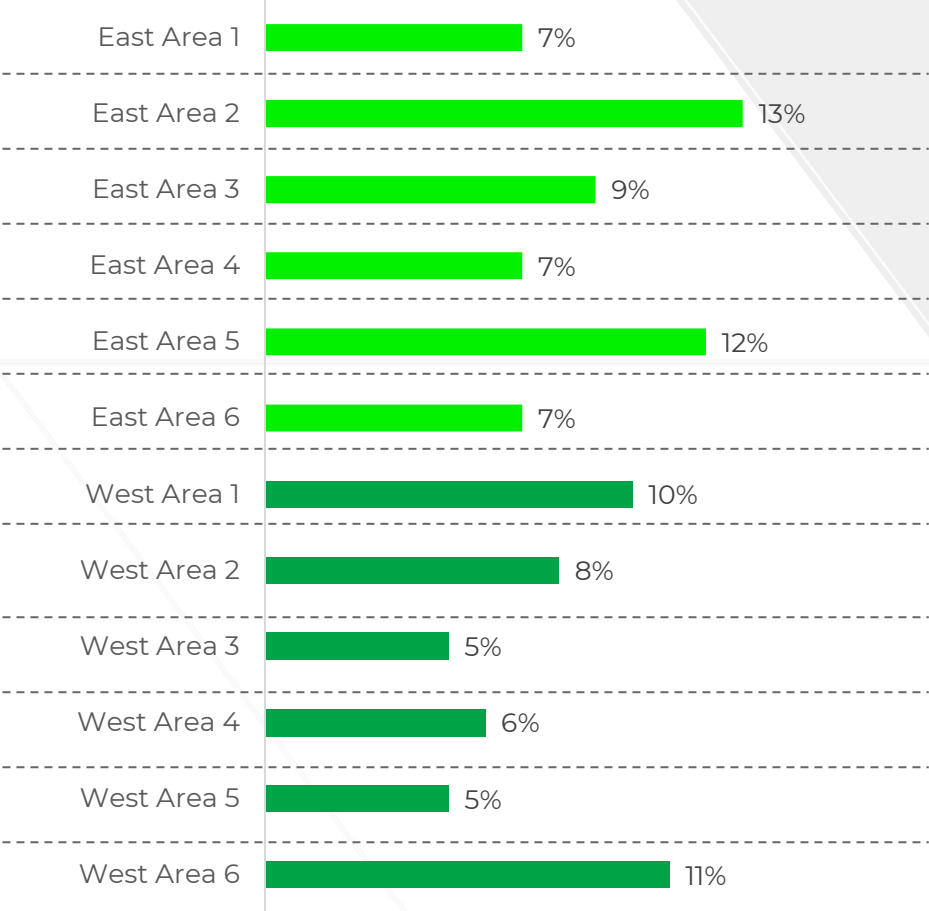 East Area 1 7%
East Area 2 13%
East Area 3 9%
East Area 4 7%
East Area 5 12%
East Area 6 7%
West Area 1 10%
West Area 2 8%
West Area 3 5%
West Area 4 6%
West Area 5 5%
West Area 6 11%